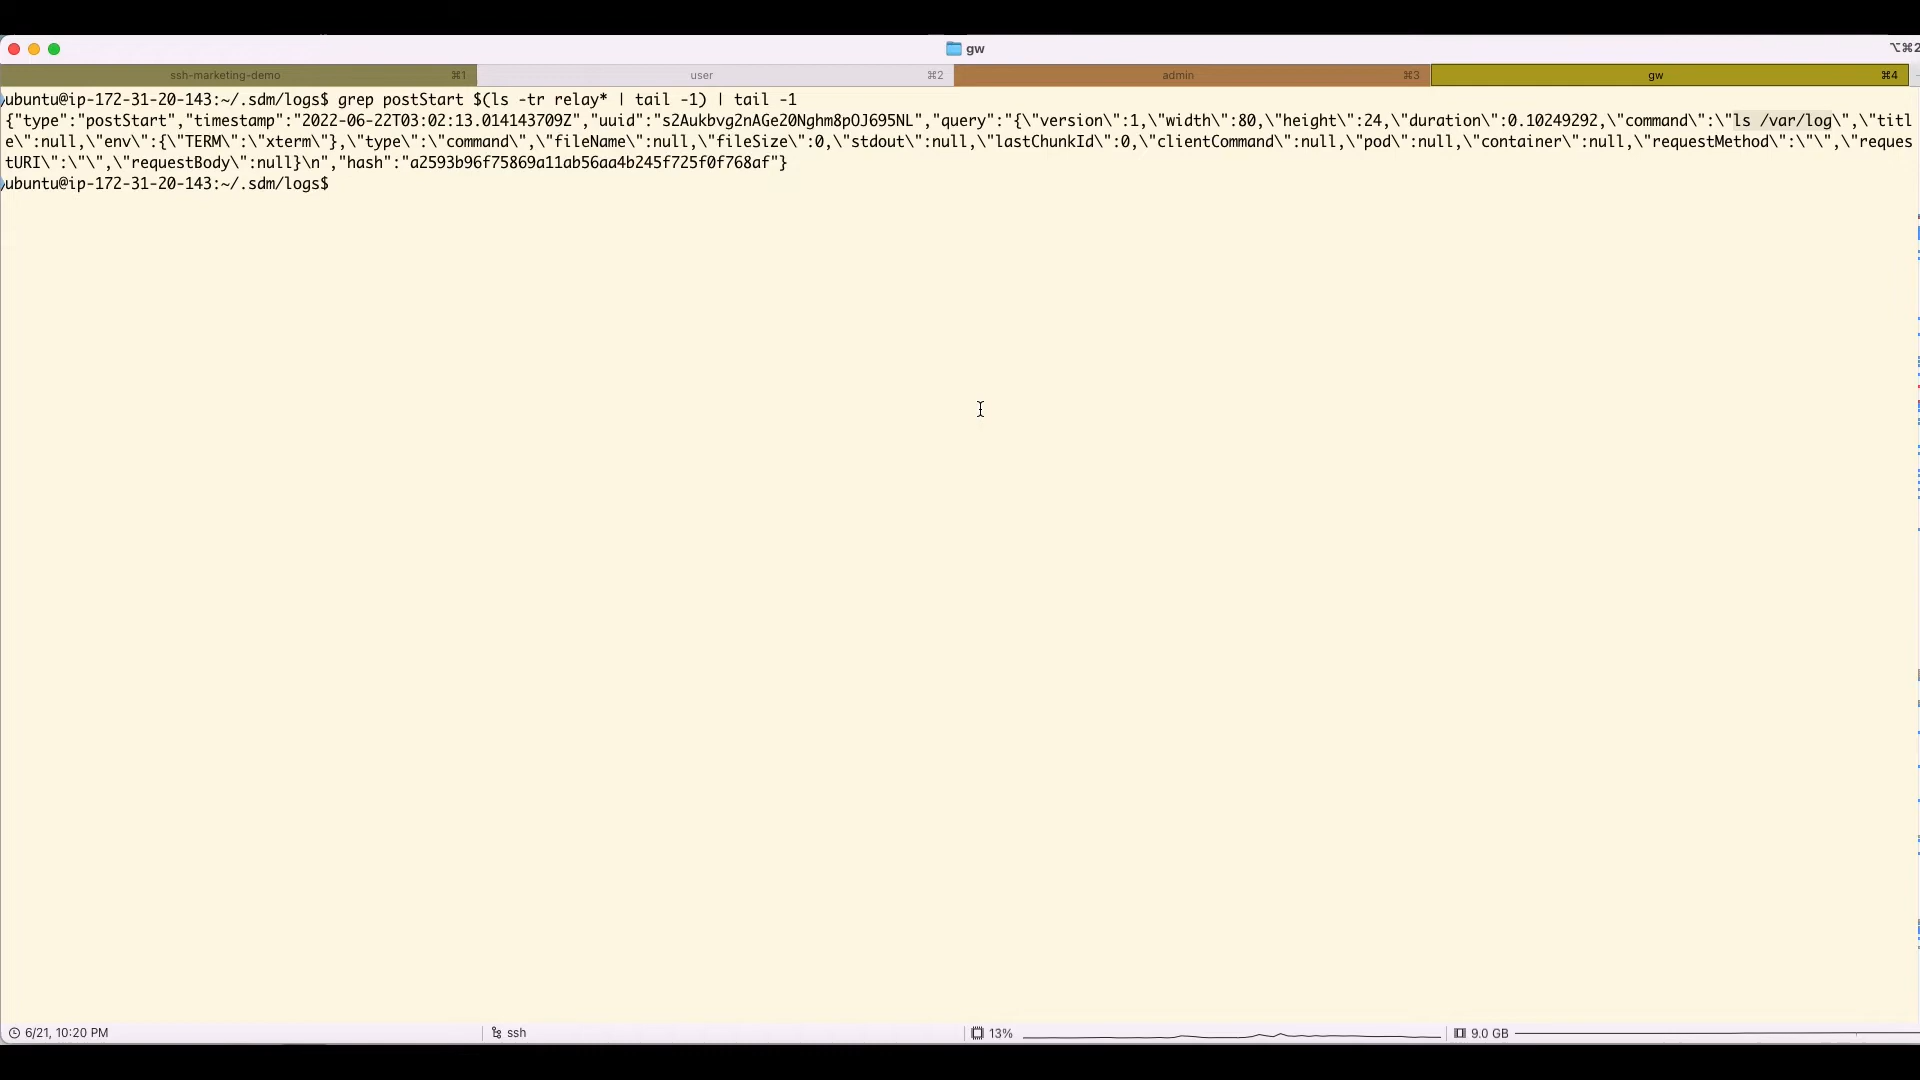 gw
⌥⌘2
ssh-marketing-demo ⌘1 user ⌘2 admin ⌘3 gw ⌘4
ubuntu@ip-172-31-20-143:~/.sdm/logs$ grep postStart $(ls -tr relay* | tail -1) | tail -1
{"type":"postStart","timestamp":"2022-06-22T03:02:13.014143709Z","uuid":"s2Aukbvg2nAGe20Nghm8pOJ695NL","query":"{\"version\":1,\"width\":80,\"height\":24,\"duration\":0.10249292,\"command\":\"ls /var/log\",\"titl
e\":null,\"env\":{\"TERM\":\"xterm\"},\"type\":\"command\",\"fileName\":null,\"fileSize\":0,\"stdout\":null,\"lastChunkId\":0,\"clientCommand\":null,\"pod\":null,\"container\":null,\"requestMethod\":\"\",\"reques
tURI\":\"\",\"requestBody\":null}\n","hash":"a2593b96f75869a11ab56aa4b245f725f0f768af"}
ubuntu@ip-172-31-20-143:~/.sdm/logs$
6/21, 10:20 PM ssh 13% 9.0 GB